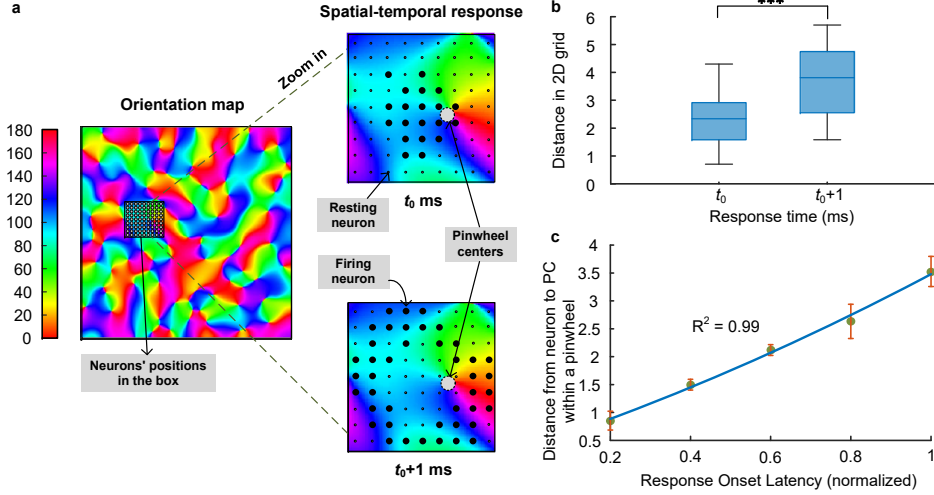 a
Spatial-temporal response
Zoom in
Orientation map
180
160
140
120
100
80
60
40
20
0
Neurons' positions
in the box
Resting
neuron
t0 ms
Pinwheel
centers
Firing
neuron
t0+1 ms
b
***
Distance in 2D grid
6
5
4
3
2
1
0
t0
t0+1
Response time (ms)
c
Distance from neuron to PC
within a pinwheel
4
3.5
3
2.5
2
1.5
1
0.5
R² = 0.99
0.2
0.4
0.6
0.8
1
Response Onset Latency (normalized)